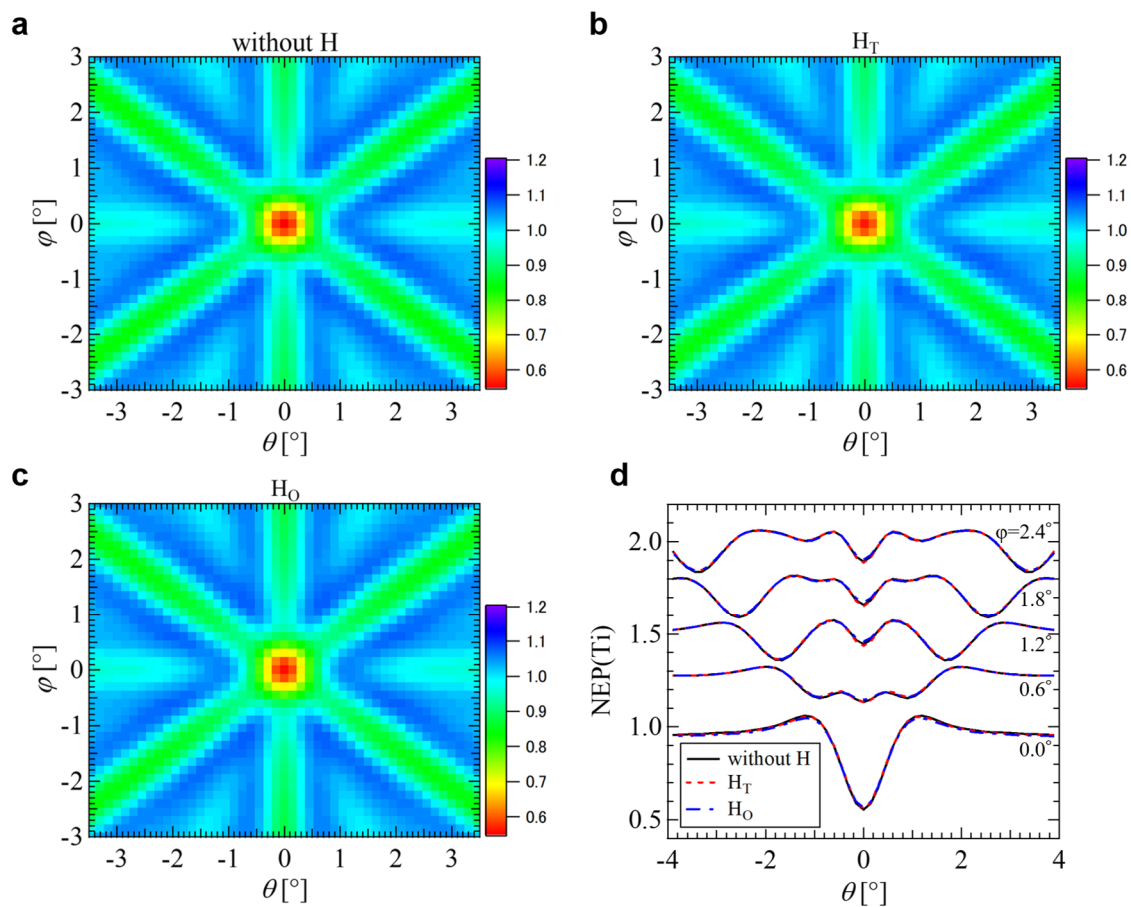 a
without H
3
2
1
0
-1
-2
-3
φ [°]
-3 -2 -1 0 1 2 3
θ [°]
1.2
1.1
1.0
0.9
0.8
0.7
0.6
b
H_T
3
2
1
0
-1
-2
-3
φ [°]
-3 -2 -1 0 1 2 3
θ [°]
1.2
1.1
1.0
0.9
0.8
0.7
0.6
c
H_O
3
2
1
0
-1
-2
-3
φ [°]
-3 -2 -1 0 1 2 3
θ [°]
1.2
1.1
1.0
0.9
0.8
0.7
0.6
d
2.0
1.5
1.0
0.5
NEP(Ti)
φ=2.4°
1.8°
1.2°
0.6°
0.0°
without H
H_T
H_O
-4 -2 0 2 4
θ [°]